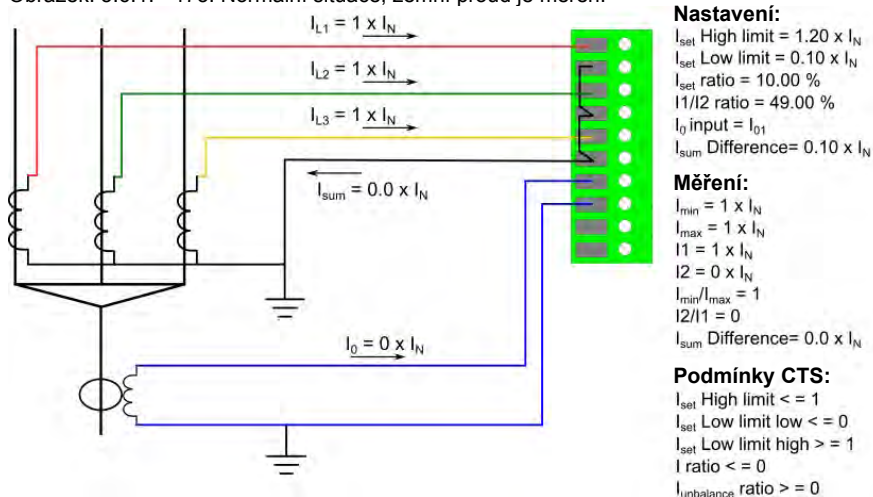 Normální situace, zemní proud je měřen.
I_L1 = 1 x I_N
I_L2 = 1 x I_N
I_L3 = 1 x I_N
I_sum = 0.0 x I_N
I_0 = 0 x I_N
Nastavení:
I_set High limit = 1.20 x I_N
I_set Low limit = 0.10 x I_N
I_set ratio = 10.00 %
I1/I2 ratio = 49.00 %
I_0 input = I_01
I_sum Difference= 0.10 x I_N
Měření:
I_min = 1 x I_N
I_max = 1 x I_N
I1 = 1 x I_N
I2 = 0 x I_N
I_min/I_max = 1
I2/I1 = 0
I_sum Difference= 0.0 x I_N
Podmínky CTS:
I_set High limit < = 1
I_set Low limit low < = 0
I_set Low limit high > = 1
I ratio < = 0
I_unbalance ratio > = 0